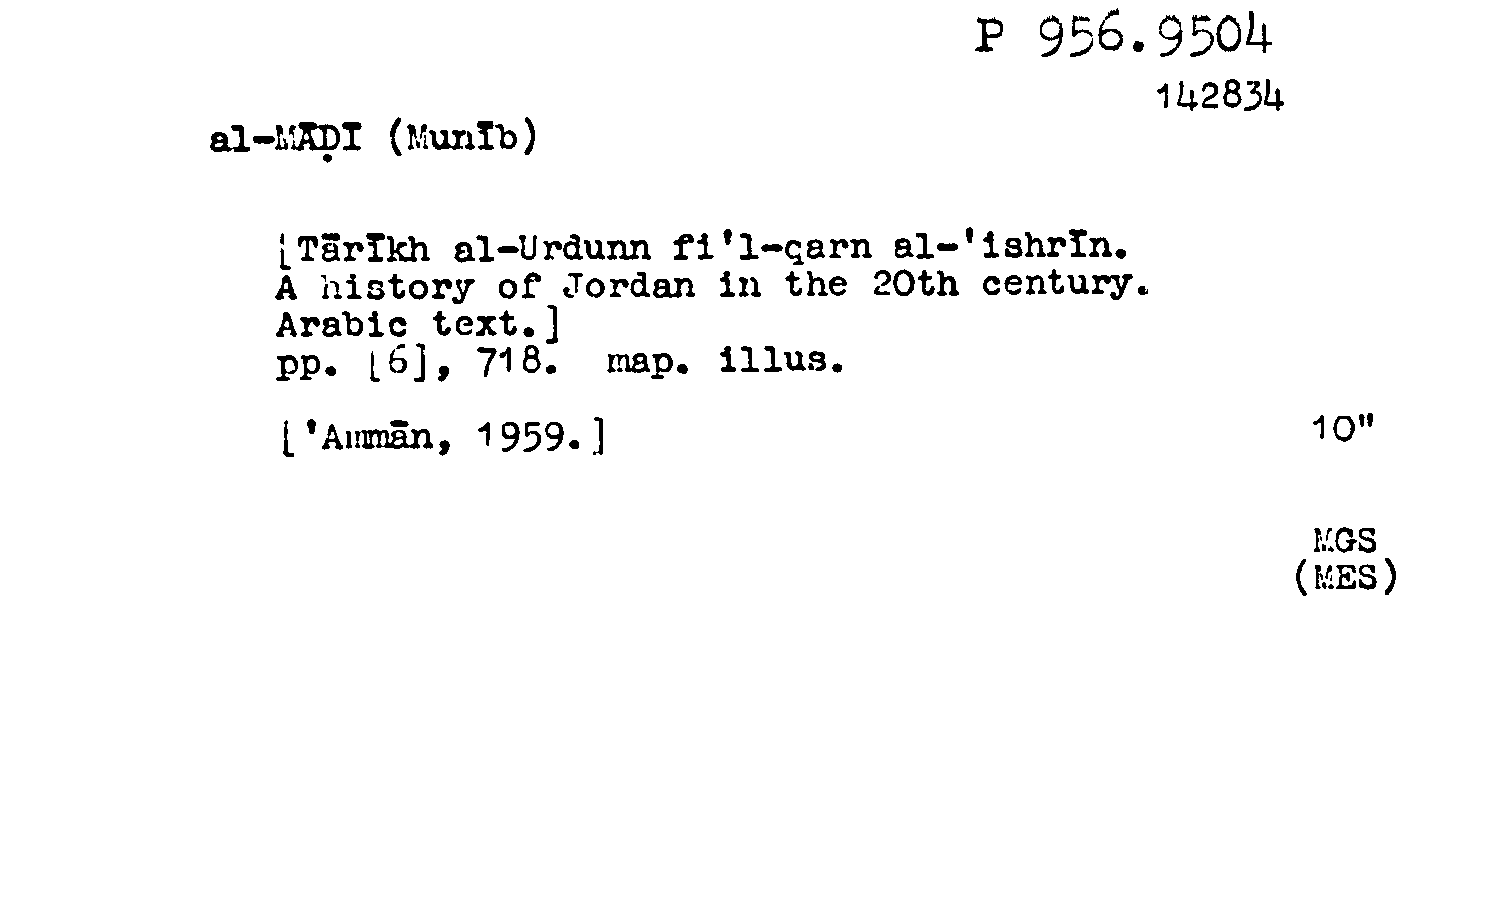 P 956.9504
142834
al-MĀḌĪ (Munīb)
[Tārīkh al-Urdunn fi'l-qarn al-'ishrīn.
A history of Jordan in the 20th century.
Arabic text.]
pp. [6], 718. map. illus.
['Ammān, 1959.] 10"
MGS
(MES)